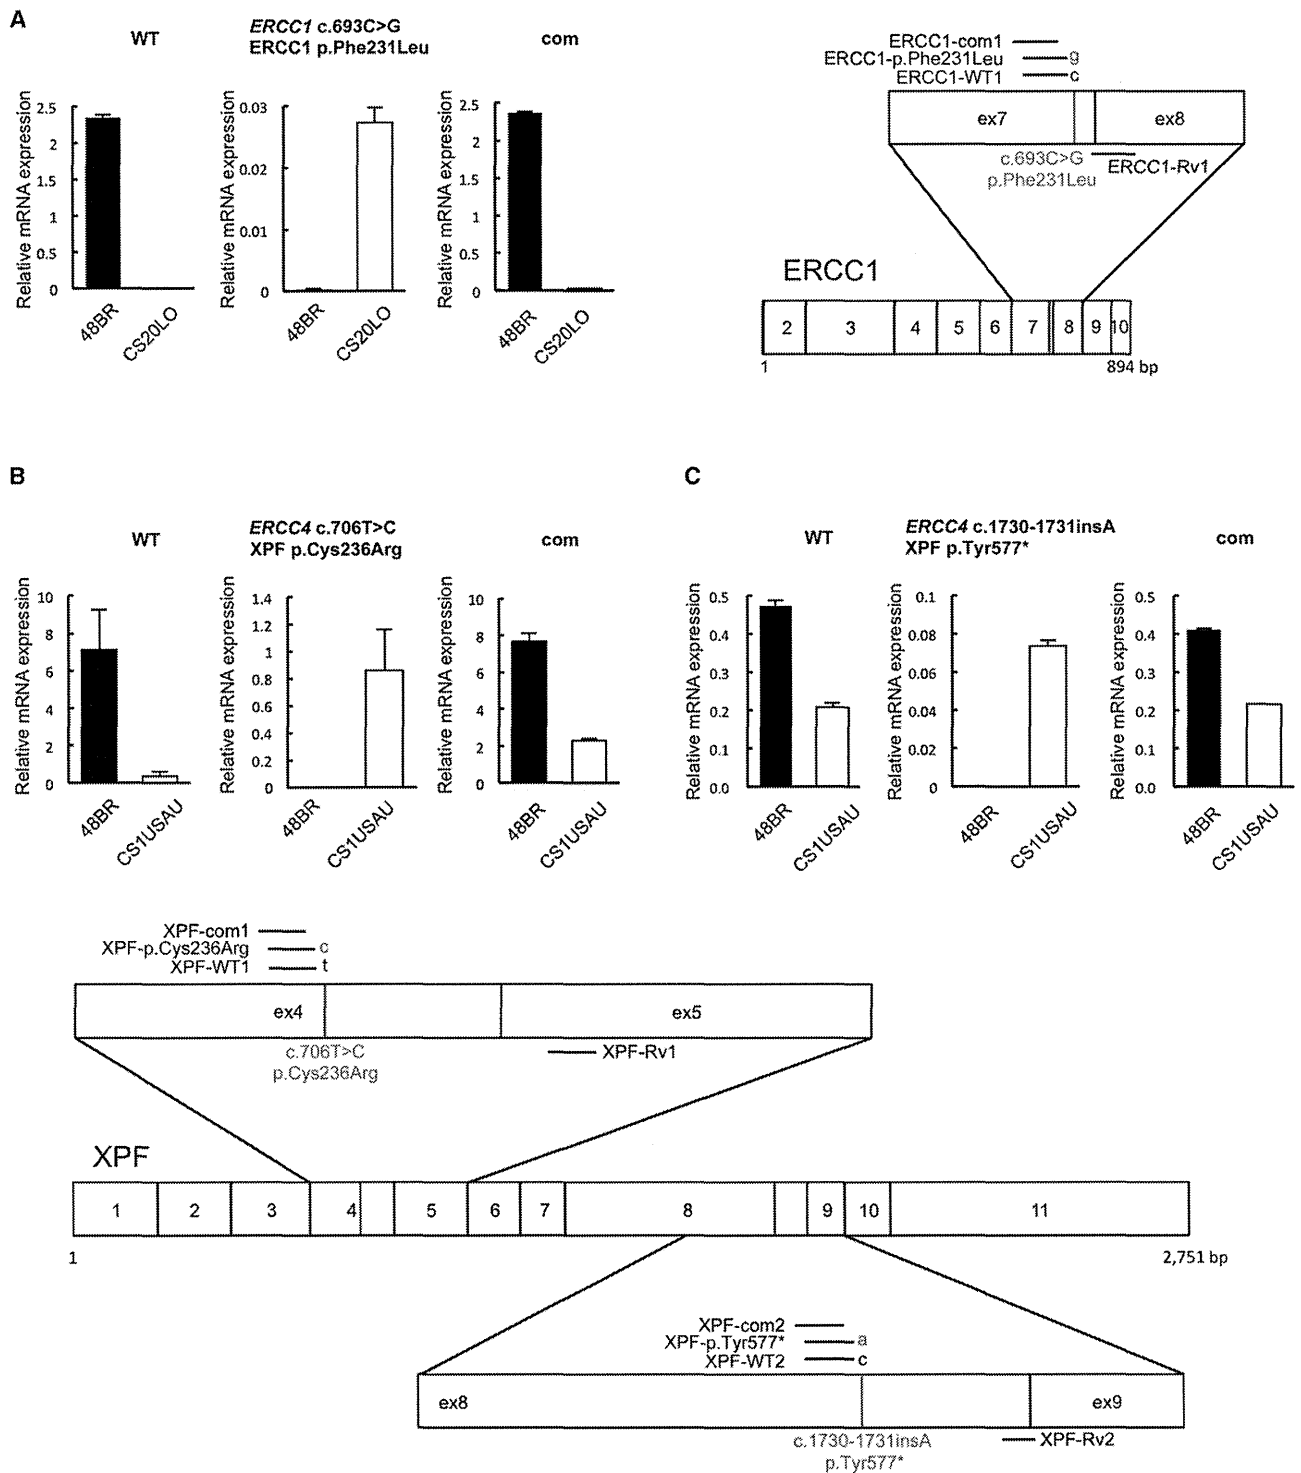 A
WT
ERCC1 c.693C>G
ERCC1 p.Phe231Leu
com
Relative mRNA expression
2.5
2
1.5
1
0.5
0
48BR
CS20LO
Relative mRNA expression
0.03
0.02
0.01
0
48BR
CS20LO
Relative mRNA expression
2.5
2
1.5
1
0.5
0
48BR
CS20LO
ERCC1-com1
ERCC1-p.Phe231Leu g
ERCC1-WT1 c
ex7 ex8
c.693C>G
p.Phe231Leu
ERCC1-Rv1
ERCC1
2 3 4 5 6 7 8 9 10
1 894 bp
B
WT
ERCC4 c.706T>C
XPF p.Cys236Arg
com
Relative mRNA expression
10
8
6
4
2
0
48BR
CS1USAU
Relative mRNA expression
1.4
1.2
1
0.8
0.6
0.4
0.2
0
48BR
CS1USAU
Relative mRNA expression
10
8
6
4
2
0
48BR
CS1USAU
C
WT
ERCC4 c.1730-1731insA
XPF p.Tyr577*
com
Relative mRNA expression
0.5
0.4
0.3
0.2
0.1
0.0
48BR
CS1USAU
Relative mRNA expression
0.1
0.08
0.06
0.04
0.02
0
48BR
CS1USAU
Relative mRNA expression
0.5
0.4
0.3
0.2
0.1
0.0
48BR
CS1USAU
XPF-com1
XPF-p.Cys236Arg c
XPF-WT1 t
ex4 ex5
c.706T>C
p.Cys236Arg
XPF-Rv1
XPF
1 2 3 4 5 6 7 8 9 10 11
1 2,751 bp
XPF-com2
XPF-p.Tyr577* a
XPF-WT2 c
ex8 ex9
c.1730-1731insA
p.Tyr577*
XPF-Rv2